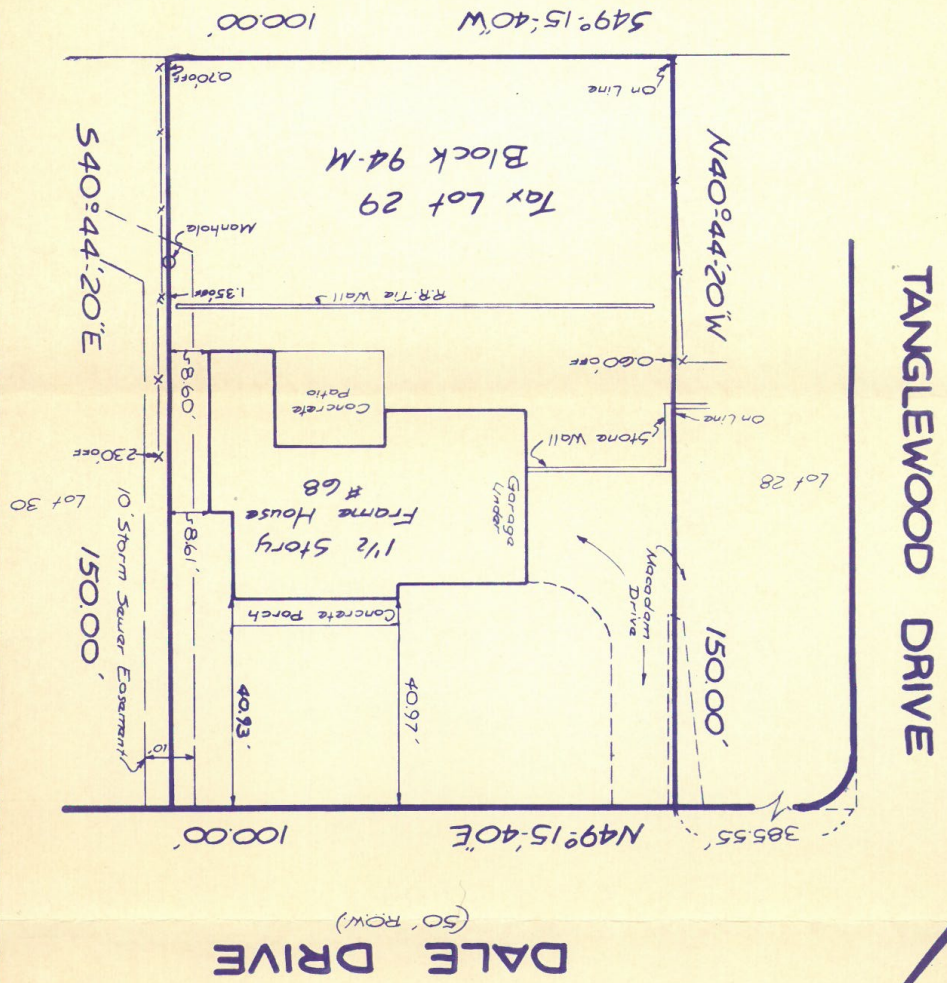 DALE DRIVE
(50' R.O.W.)
TANGLEWOOD DRIVE
385.55'
N49°15'40"E
100.00'
150.00'
N40°44'20"W
Lot 28
Macadam
Drive
Stone Wall
On Line
0.60' OFF
On Line
40.97'
40.93'
10'
10' Storm Sewer Easement
Concrete Porch
1½ Story
Frame House
# 68
Garage
Under
Concrete
Patio
8.61'
8.60'
Lot 30
150.00'
S40°44'20"E
2.30' OFF
R.R. Tie Wall
1.35' OFF
Manhole
Tax Lot 29
Block 94-M
0.70' OFF
S49°15'40"W
100.00'